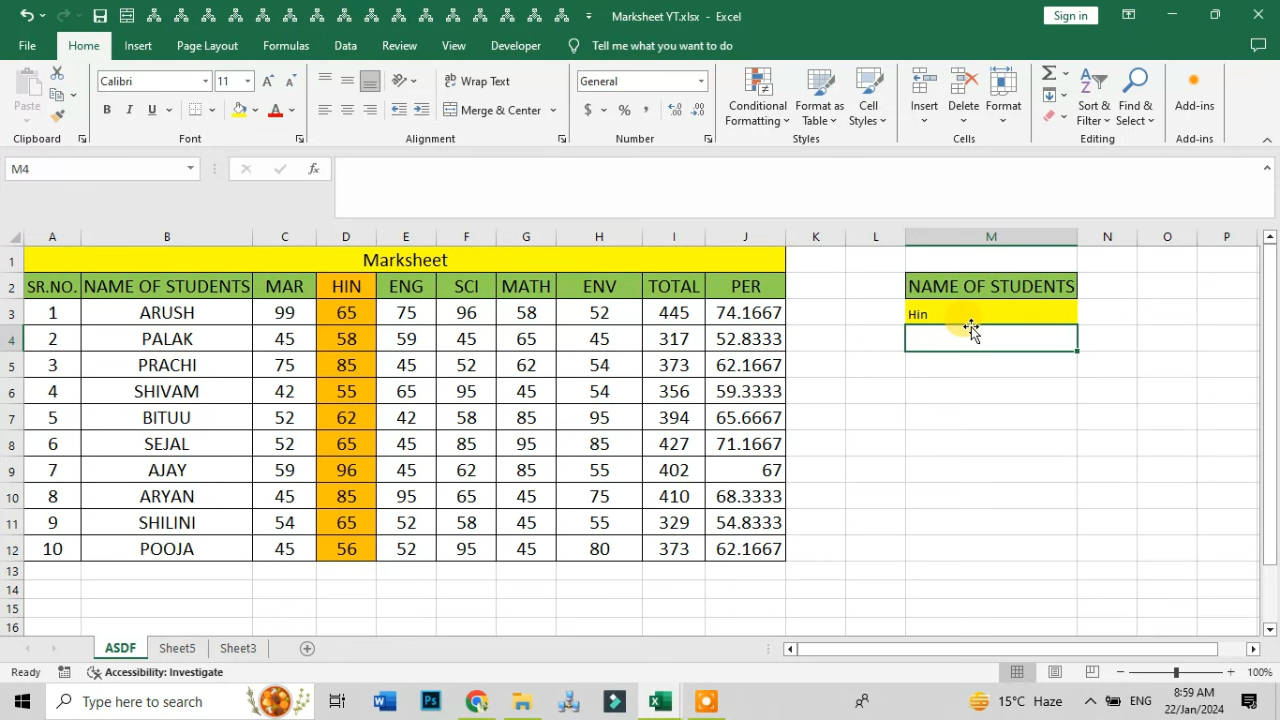 Marksheet YT.xlsx - Excel
Sign in
File Home Insert Page Layout Formulas Data Review View Developer Tell me what you want to do
Paste
Calibri 11
B I U
Wrap Text
Merge & Center
General
$ % ,
Conditional Formatting
Format as Table
Cell Styles
Insert
Delete
Format
Sort & Filter
Find & Select
Add-ins
Clipboard Font Alignment Number Styles Cells Editing Add-ins
M4 fx
A B C D E F G H I J K L M N O P
1 Marksheet
2 SR.NO. NAME OF STUDENTS MAR HIN ENG SCI MATH ENV TOTAL PER NAME OF STUDENTS
3 1 ARUSH 99 65 75 96 58 52 445 74.1667 Hin
4 2 PALAK 45 58 59 45 65 45 317 52.8333
5 3 PRACHI 75 85 45 52 62 54 373 62.1667
6 4 SHIVAM 42 55 65 95 45 54 356 59.3333
7 5 BITUU 52 62 42 58 85 95 394 65.6667
8 6 SEJAL 52 65 45 85 95 85 427 71.1667
9 7 AJAY 59 96 45 62 85 55 402 67
10 8 ARYAN 45 85 95 65 45 75 410 68.3333
11 9 SHILINI 54 65 52 58 45 55 329 54.8333
12 10 POOJA 45 56 52 95 45 80 373 62.1667
13
14
15
16
ASDF Sheet5 Sheet3
Ready Accessibility: Investigate 100%
Type here to search
15°C Haze ENG 8:59 AM
22/Jan/2024